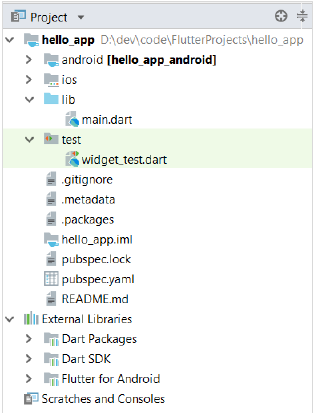 Project
hello_app D:\dev\code\FlutterProjects\hello_app
android [hello_app_android]
ios
lib
main.dart
test
widget_test.dart
.gitignore
.metadata
.packages
hello_app.iml
pubspec.lock
pubspec.yaml
README.md
External Libraries
Dart Packages
Dart SDK
Flutter for Android
Scratches and Consoles